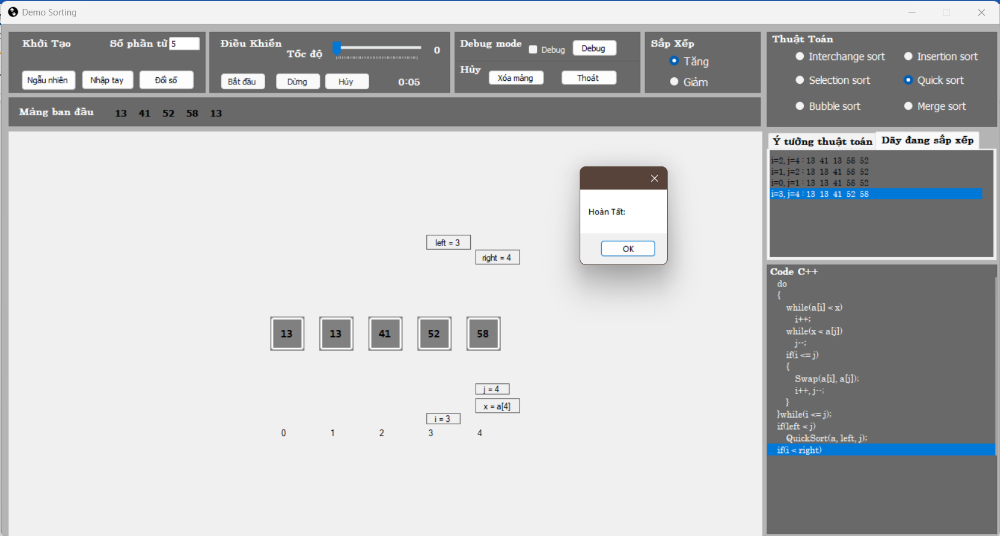 Demo Sorting
Khởi Tạo
Số phần tử 5
Ngẫu nhiên
Nhập tay
Đổi số
Điều Khiển
Tốc độ
0
Bắt đầu
Dừng
Hủy
0:05
Debug mode
Debug
Debug
Hủy
Xóa mảng
Thoát
Sắp Xếp
Tăng
Giảm
Thuật Toán
Interchange sort
Insertion sort
Selection sort
Quick sort
Bubble sort
Merge sort
Mảng ban đầu 13 41 52 58 13
Ý tưởng thuật toán
Dãy đang sắp xếp
i=2, j=4 : 13 41 13 58 52
i=1, j=2 : 13 13 41 58 52
i=0, j=1 : 13 13 41 58 52
i=3, j=4 : 13 13 41 52 58
Hoàn Tất:
OK
left = 3
right = 4
13 13 41 52 58
j = 4
x = a[4]
i = 3
0 1 2 3 4
Code C++
do
{
while(a[i] < x)
i++;
while(x < a[j])
j--;
if(i <= j)
{
Swap(a[i], a[j]);
i++, j--;
}
}while(i <= j);
if(left < j)
QuickSort(a, left, j);
if(i < right)